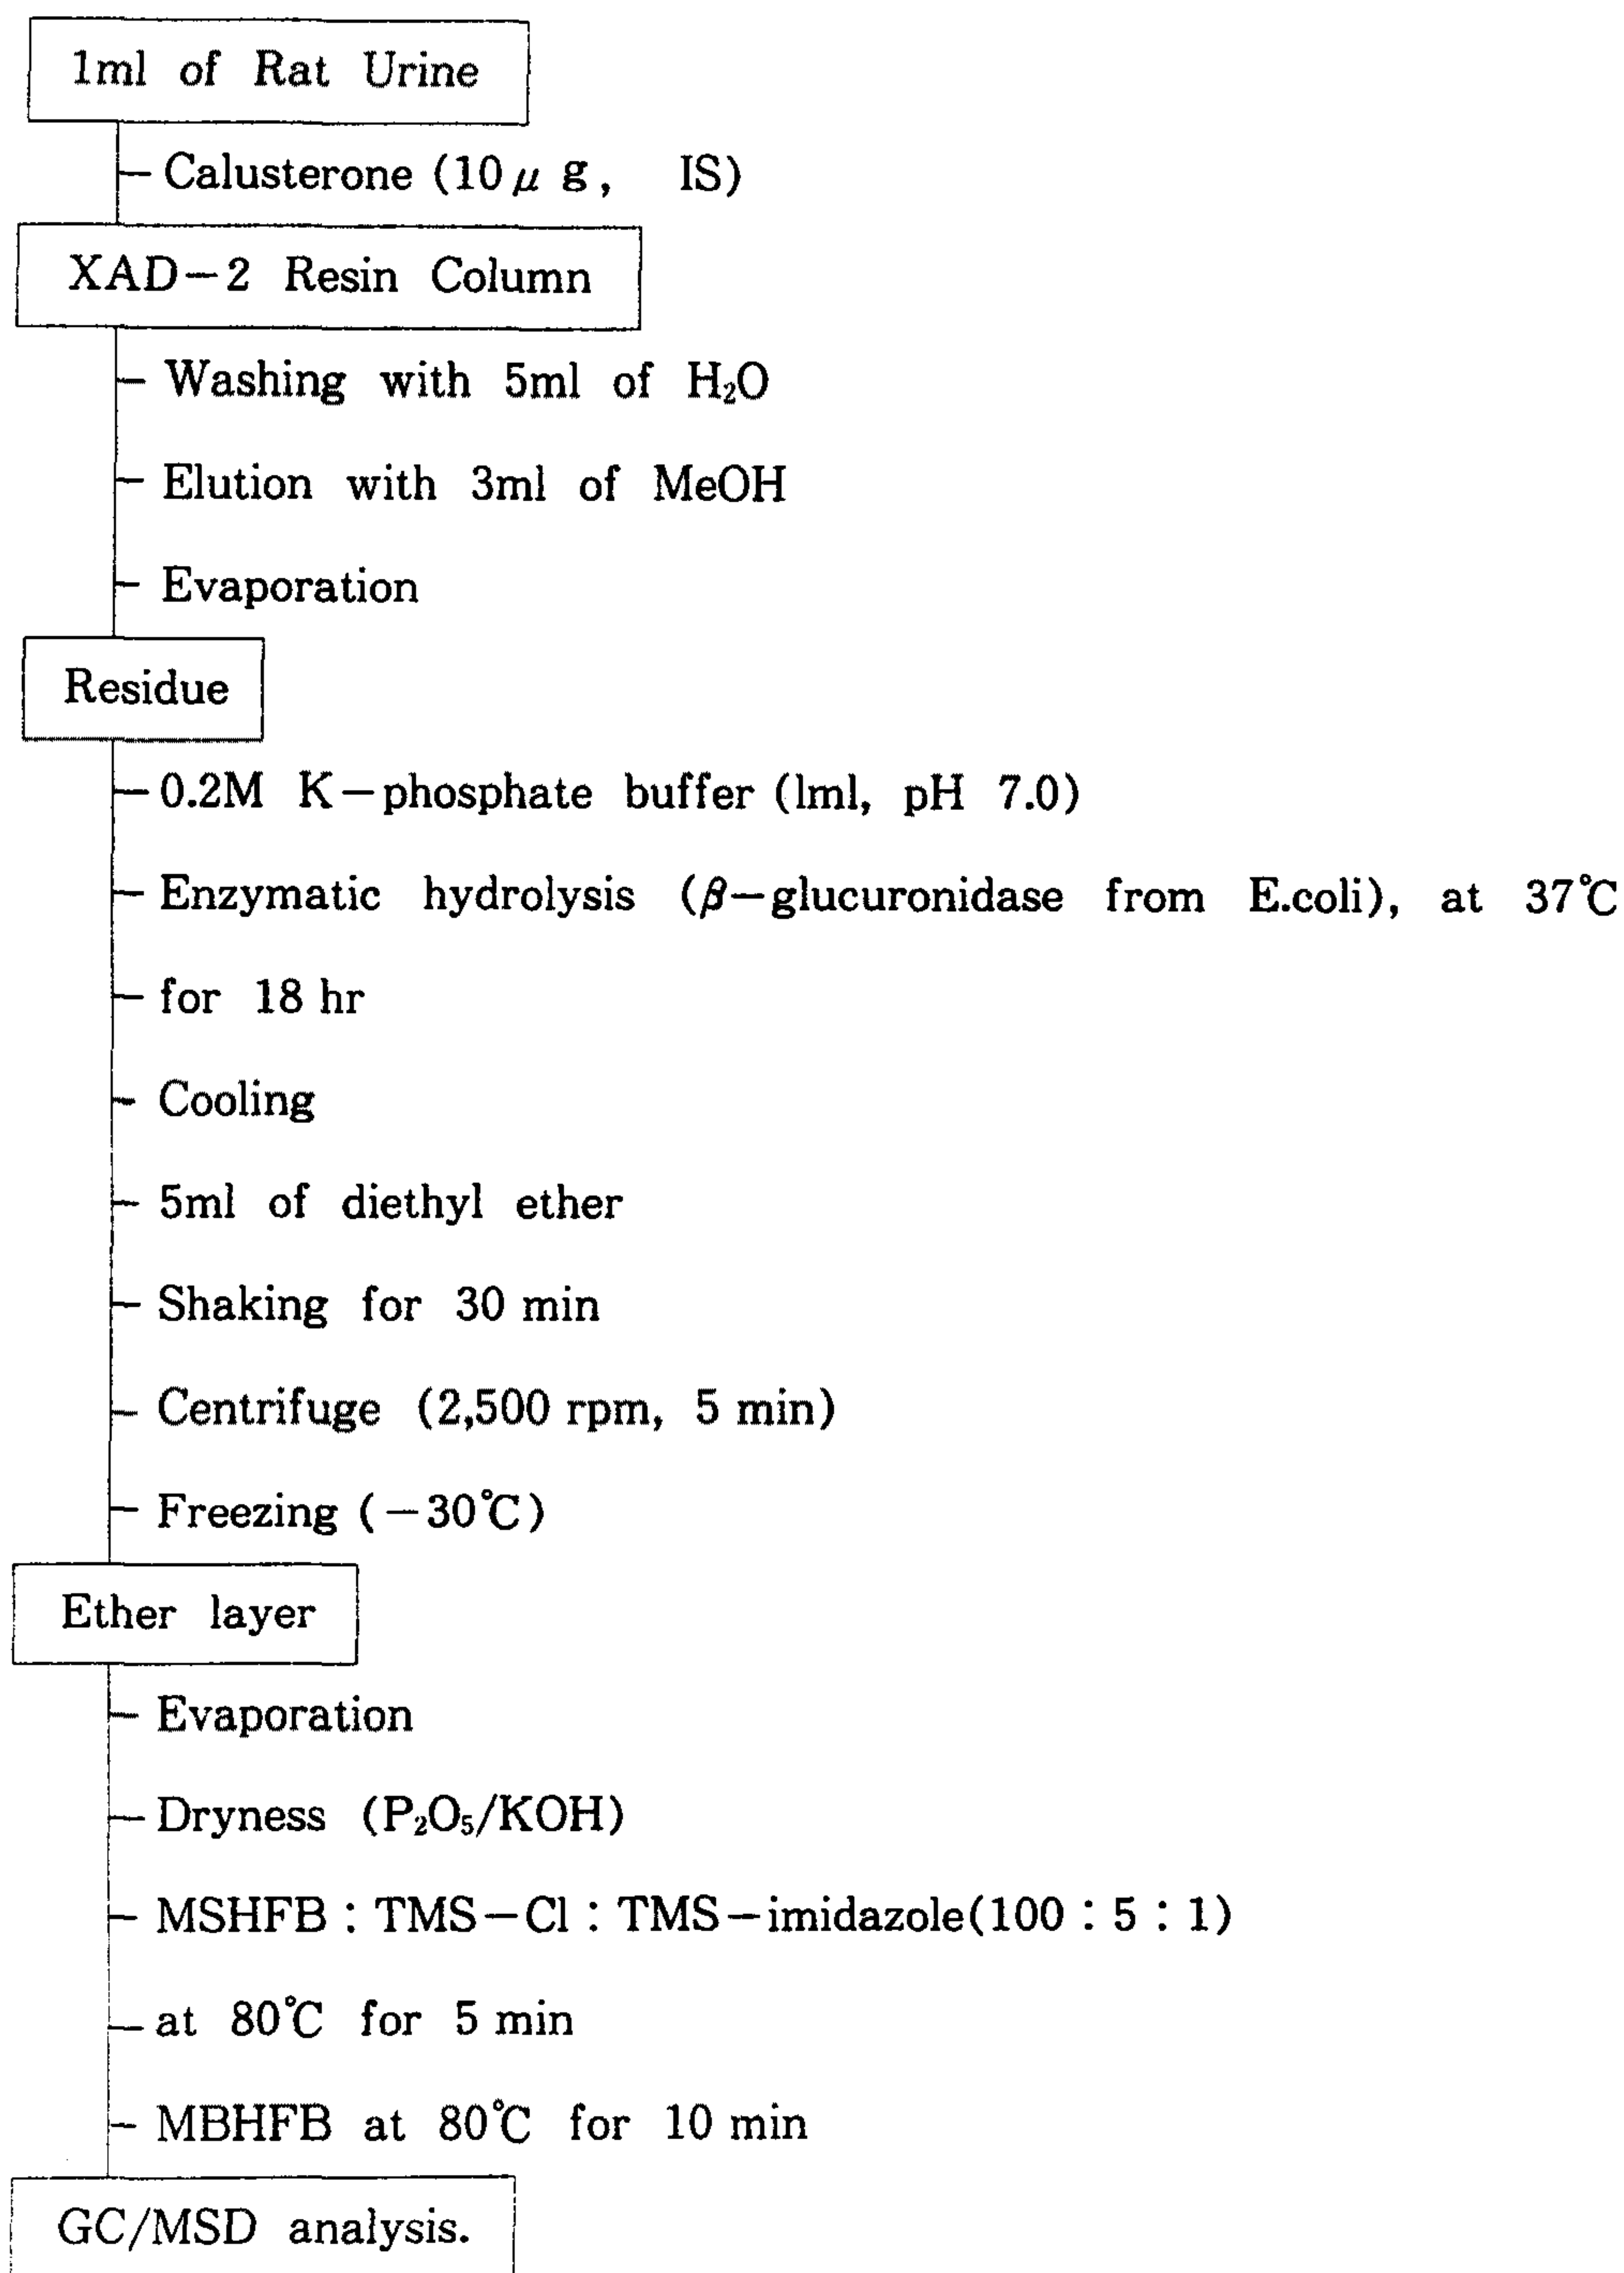 1ml of Rat Urine
Calusterone (10μg, IS)
XAD-2 Resin Column
Washing with 5ml of H₂O
Elution with 3ml of MeOH
Evaporation
Residue
0.2M K-phosphate buffer (1ml, pH 7.0)
Enzymatic hydrolysis (β-glucuronidase from E.coli), at 37℃
for 18 hr
Cooling
5ml of diethyl ether
Shaking for 30 min
Centrifuge (2,500 rpm, 5 min)
Freezing (-30℃)
Ether layer
Evaporation
Dryness (P₂O₅/KOH)
MSHFB : TMS-Cl : TMS-imidazole(100 : 5 : 1)
at 80℃ for 5 min
MBHFB at 80℃ for 10 min
GC/MSD analysis.